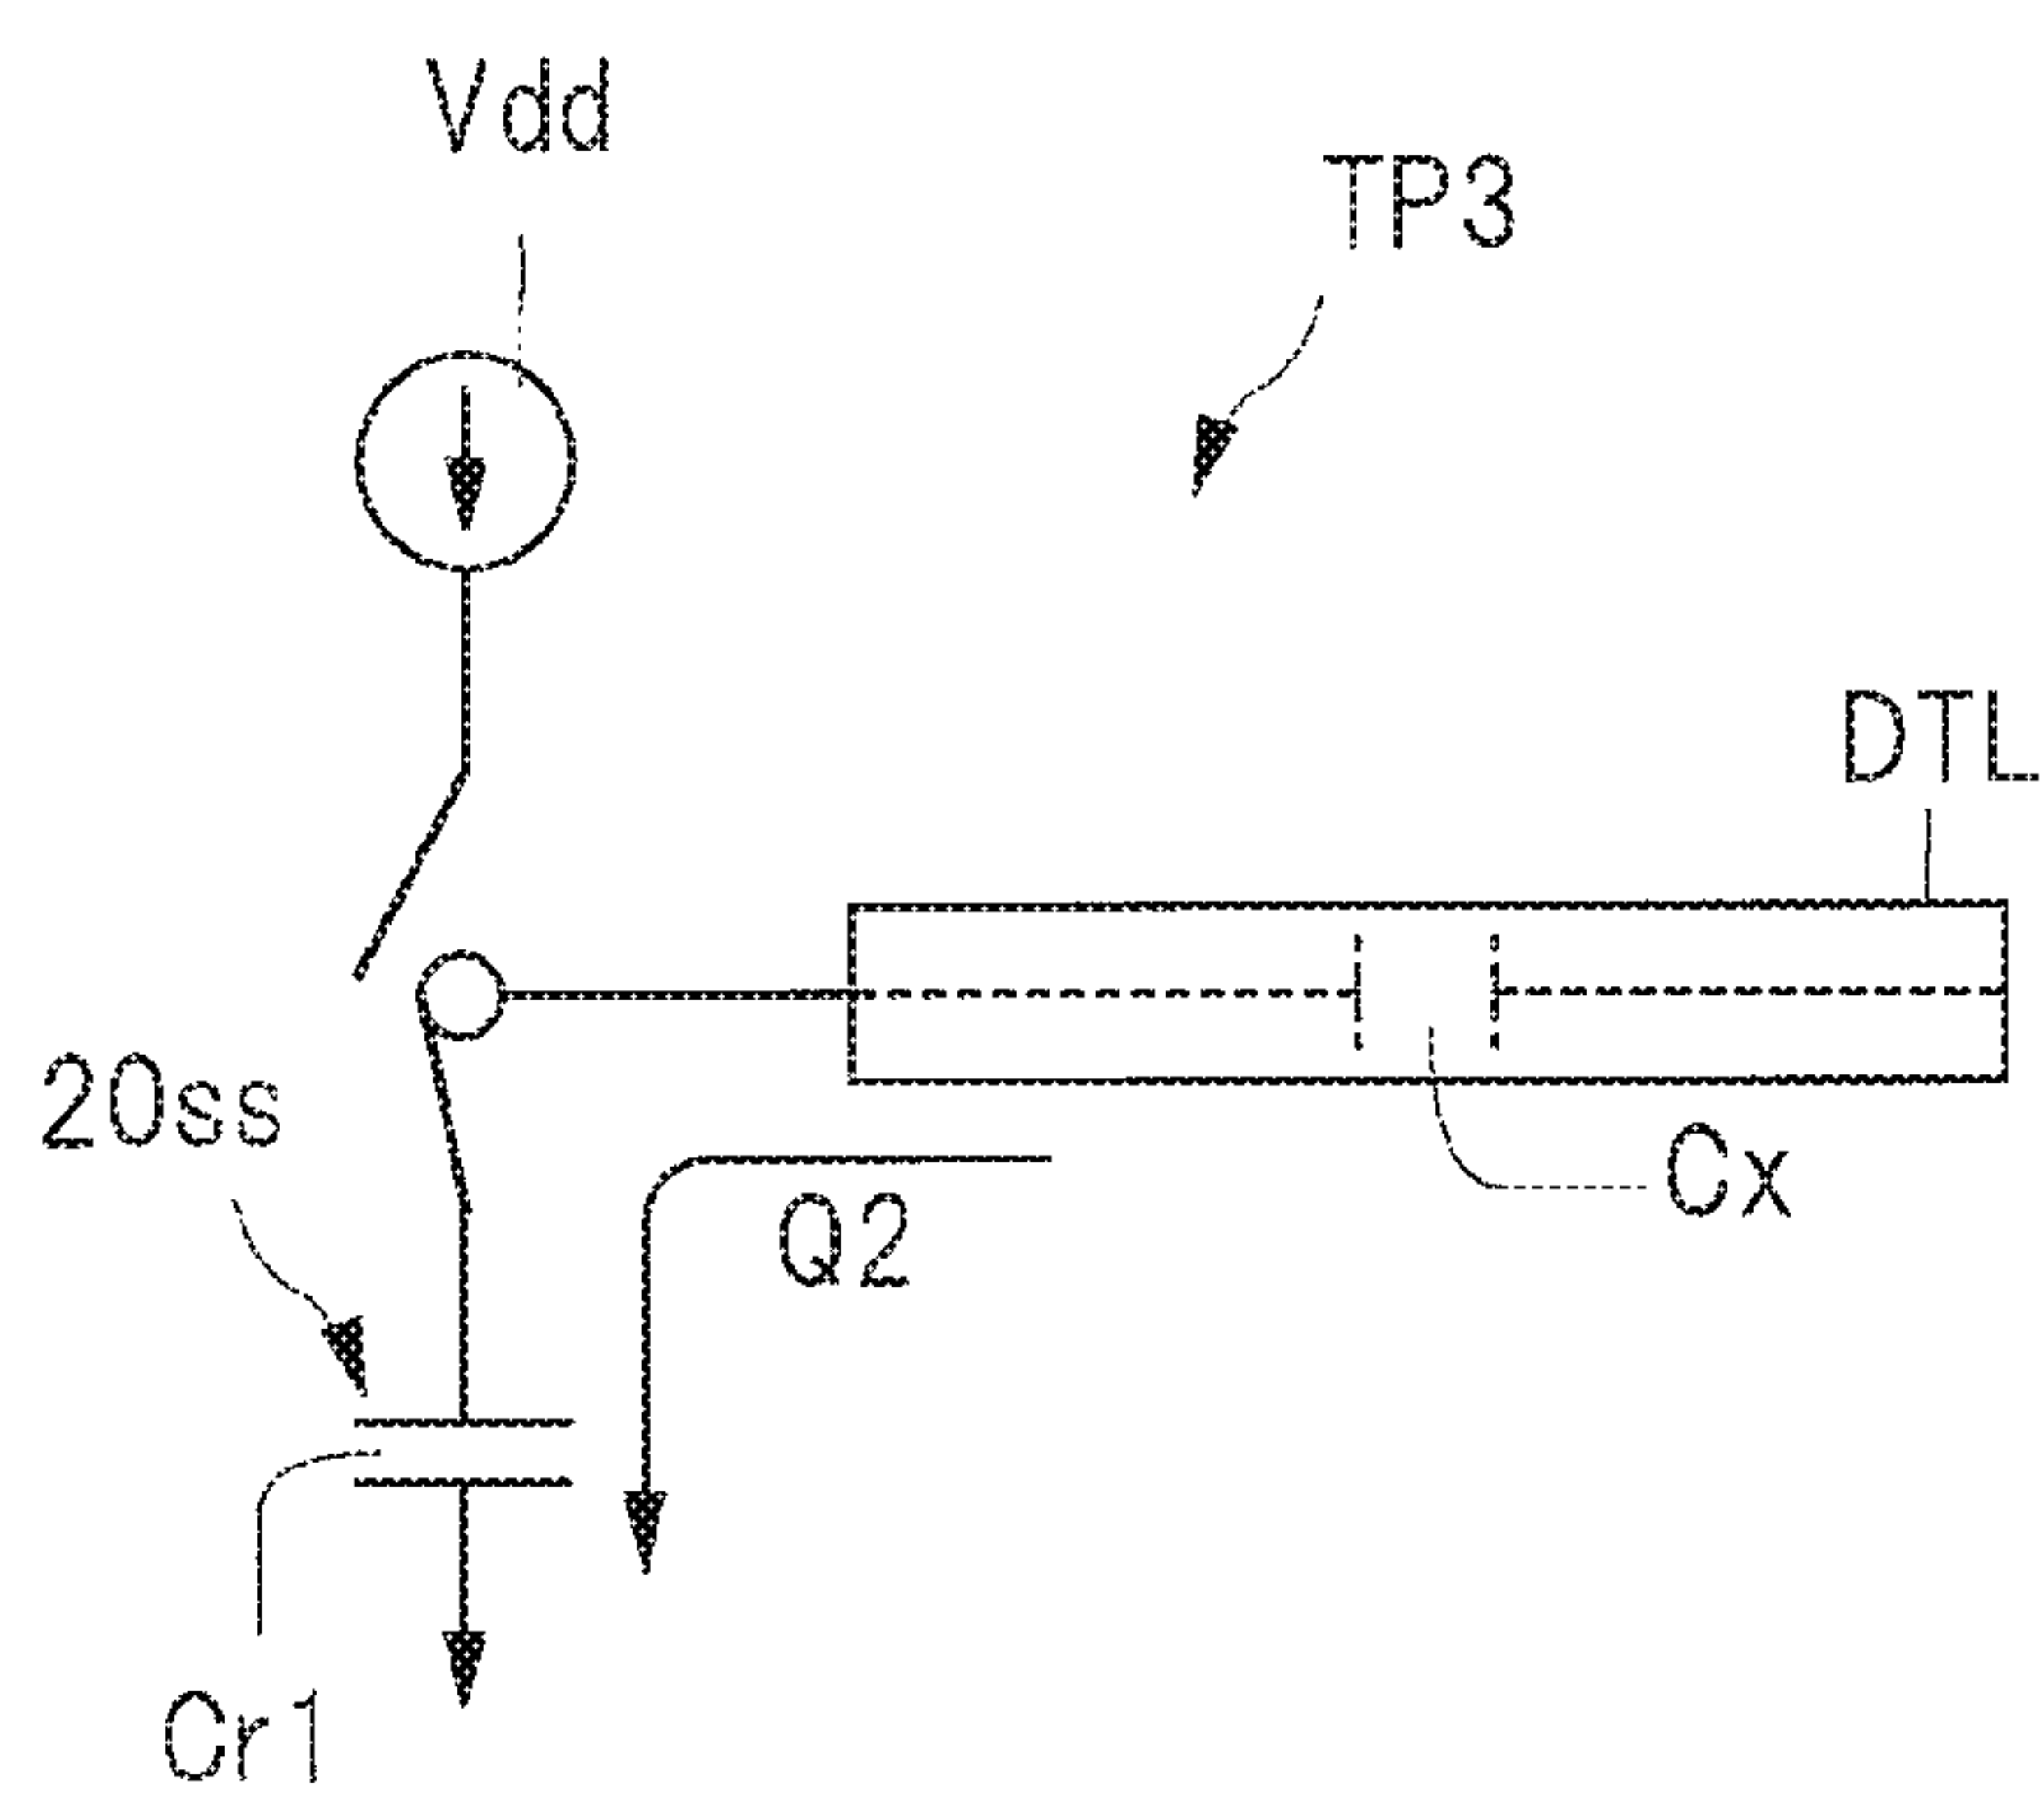 Vdd
TP3
DTL
20ss
Cx
Q2
Cr1